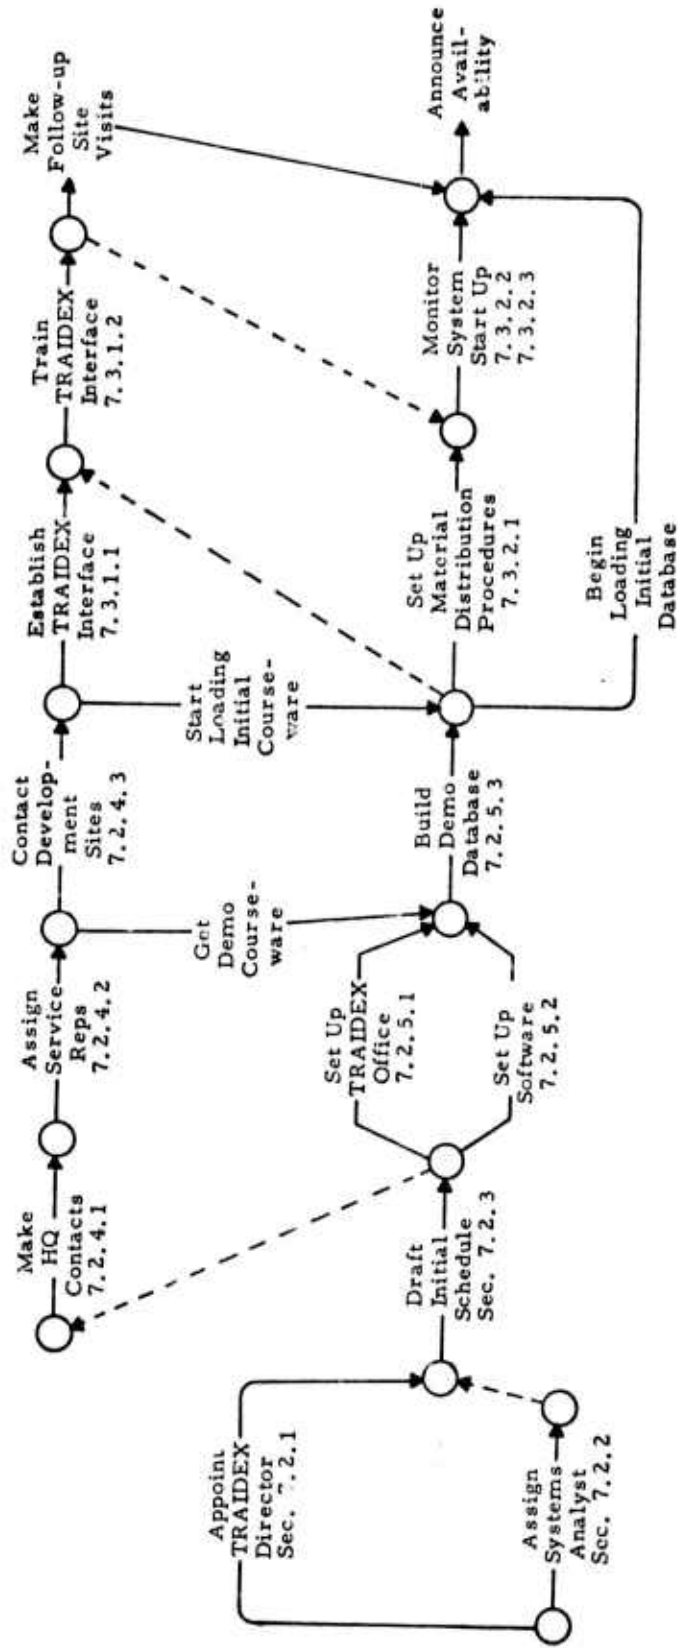 Appoint
TRAIDEX
Director
Sec. 7.2.1
Assign
Systems
Analyst
Sec. 7.2.2
Draft
Initial
Schedule
Sec. 7.2.3
Make
HQ
Contacts
7.2.4.1
Assign
Service
Reps
7.2.4.2
Set Up
TRAIDEX
Office
7.2.5.1
Set Up
Software
7.2.5.2
Get
Demo
Course-
ware
Contact
Develop-
ment
Sites
7.2.4.3
Build
Demo
Database
7.2.5.3
Start
Loading
Initial
Course-
ware
Establish
TRAIDEX
Interface
7.3.1.1
Set Up
Material
Distribution
Procedures
7.3.2.1
Begin
Loading
Initial
Database
Train
TRAIDEX
Interface
7.3.1.2
Monitor
System
Start Up
7.3.2.2
7.3.2.3
Make
Follow-up
Site
Visits
Announce
Avail-
ability